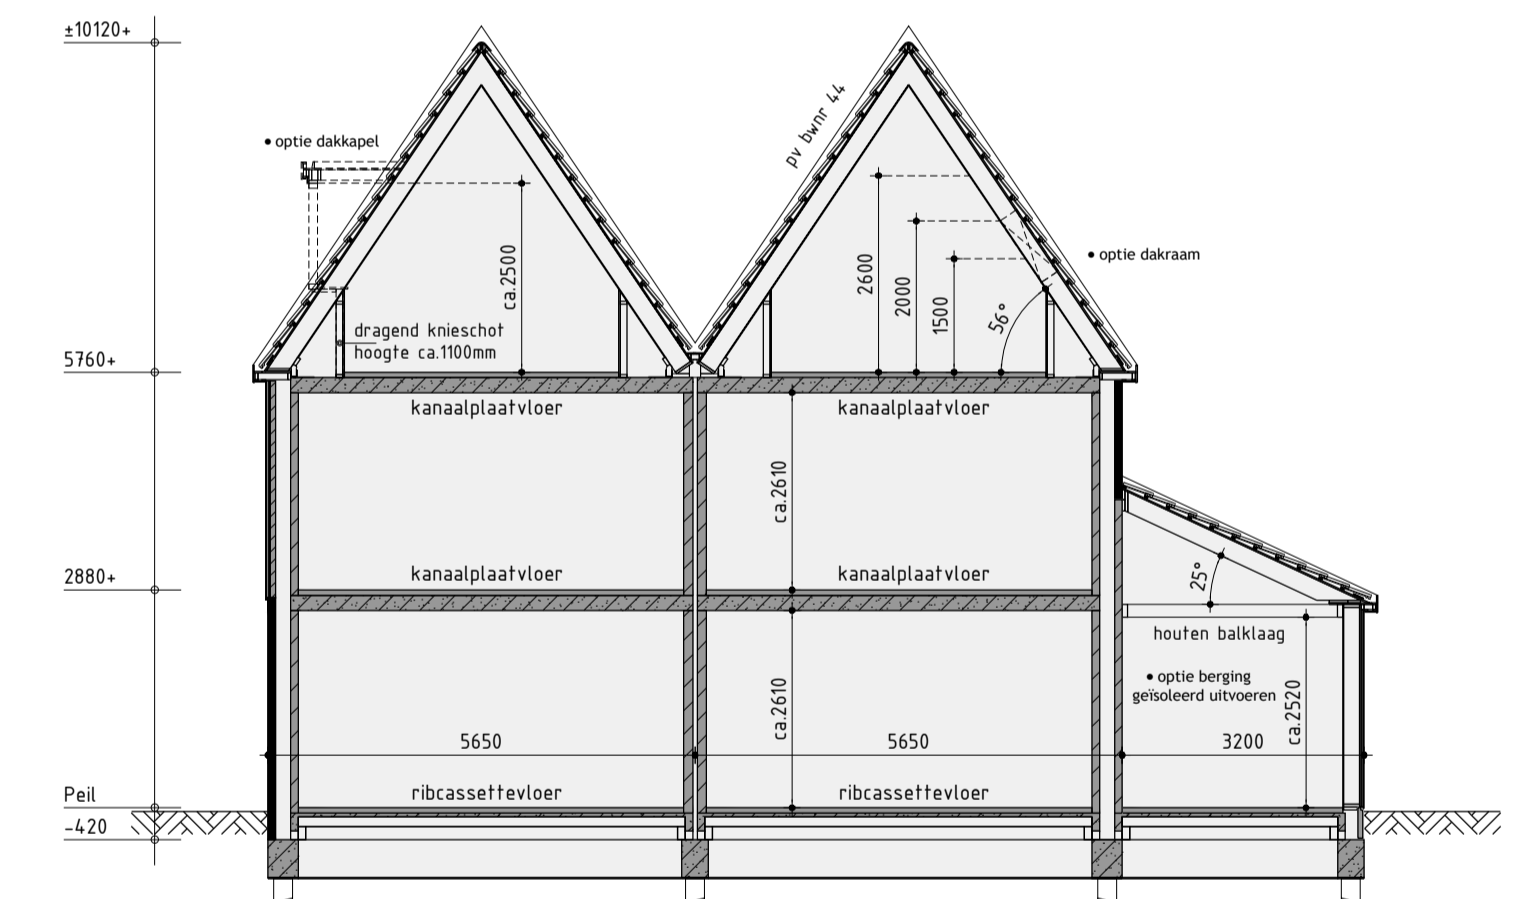 ±10120+
pv bwnr 44
• optie dakkapel
ca.2500
2600
2000
1500
56°
• optie dakraam
dragend knieschot
hoogte ca.1100mm
5760+
kanaalplaatvloer
kanaalplaatvloer
ca.2610
2880+
kanaalplaatvloer
kanaalplaatvloer
25°
houten balklaag
• optie berging
geïsoleerd uitvoeren
ca.2610
ca.2520
5650
5650
3200
Peil
ribcassettevloer
ribcassettevloer
-420